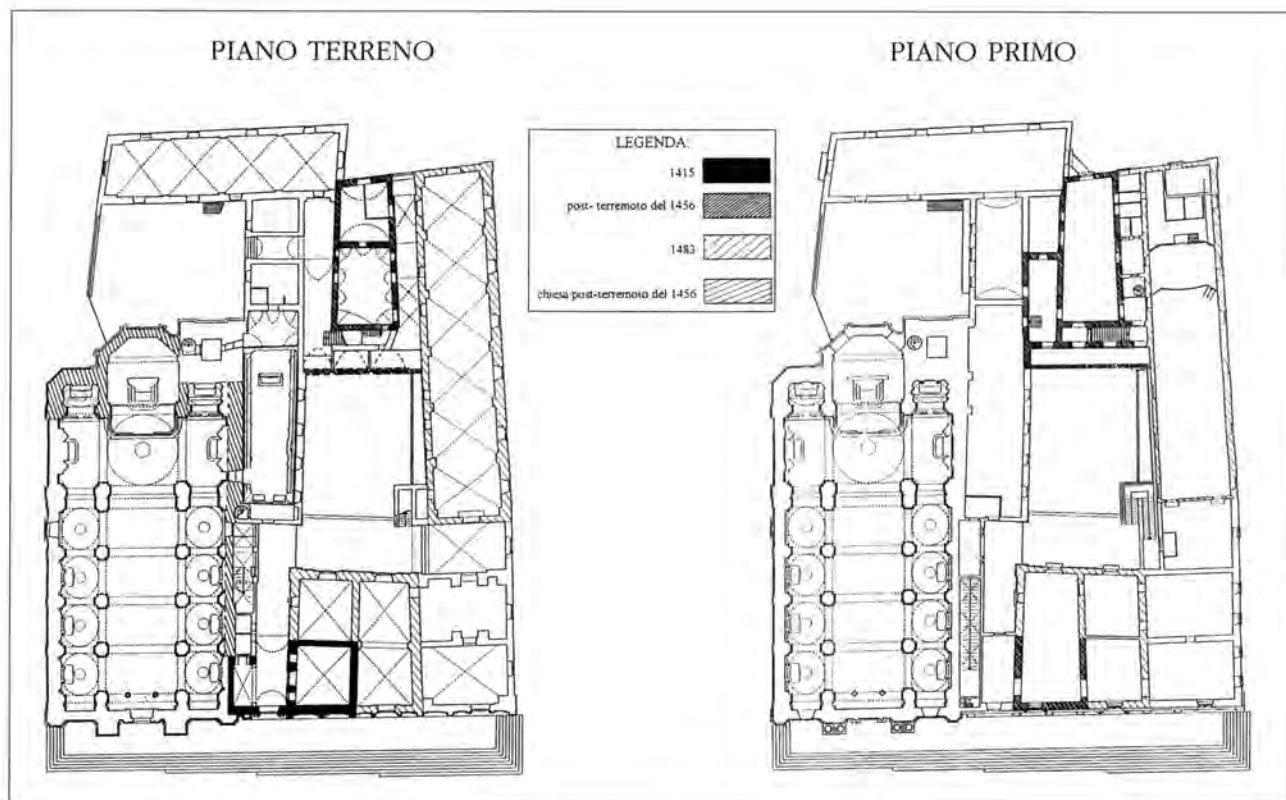 PIANO TERRENO
PIANO PRIMO
LEGENDA:
1415
post- terremoto del 1456
1483
chiesa post-terremoto del 1456